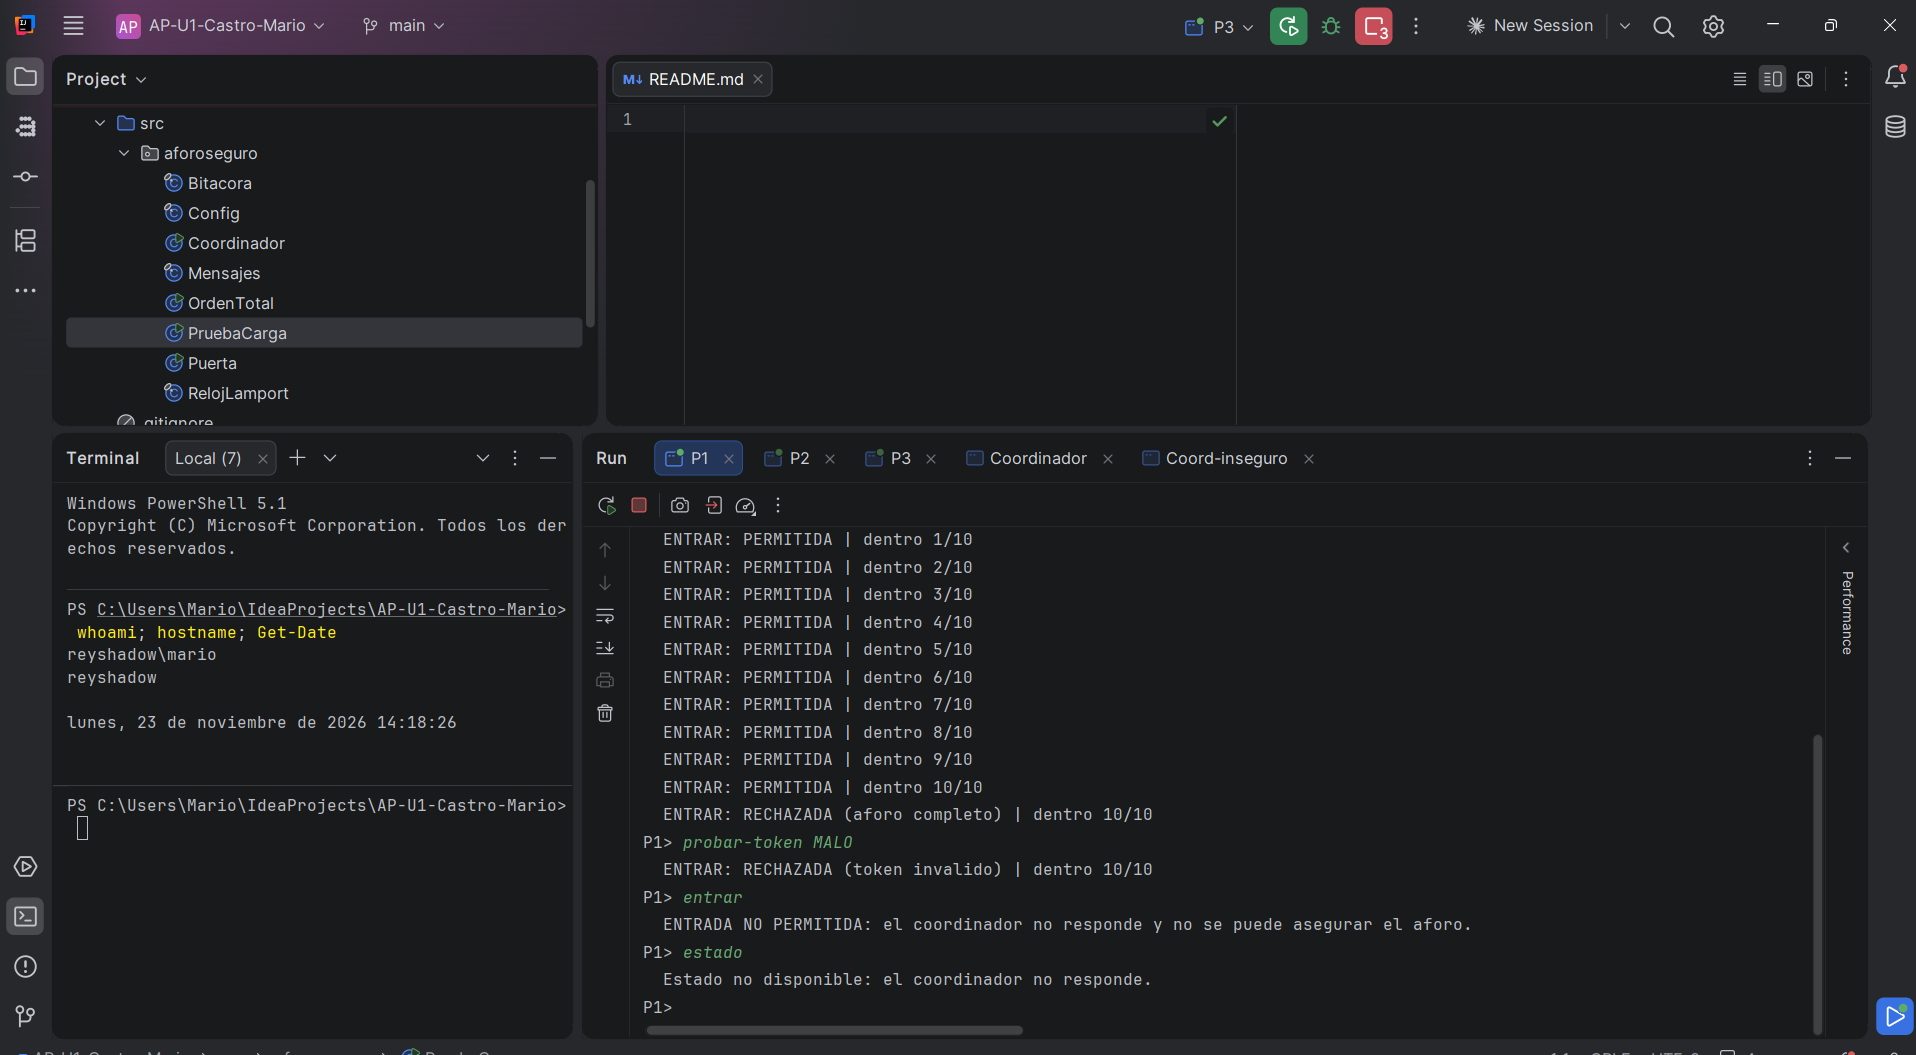 AP AP-U1-Castro-Mario main P3 3 New Session
Project
README.md
src
aforoseguro
Bitacora
Config
Coordinador
Mensajes
OrdenTotal
PruebaCarga
Puerta
RelojLamport
.gitignore
1
Terminal Local (7)
Windows PowerShell 5.1
Copyright (C) Microsoft Corporation. Todos los der
echos reservados.
PS C:\Users\Mario\IdeaProjects\AP-U1-Castro-Mario>
whoami; hostname; Get-Date
reyshadow\mario
reyshadow
lunes, 23 de noviembre de 2026 14:18:26
PS C:\Users\Mario\IdeaProjects\AP-U1-Castro-Mario>
Run P1 P2 P3 Coordinador Coord-inseguro
ENTRAR: PERMITIDA | dentro 1/10
ENTRAR: PERMITIDA | dentro 2/10
ENTRAR: PERMITIDA | dentro 3/10
ENTRAR: PERMITIDA | dentro 4/10
ENTRAR: PERMITIDA | dentro 5/10
ENTRAR: PERMITIDA | dentro 6/10
ENTRAR: PERMITIDA | dentro 7/10
ENTRAR: PERMITIDA | dentro 8/10
ENTRAR: PERMITIDA | dentro 9/10
ENTRAR: PERMITIDA | dentro 10/10
ENTRAR: RECHAZADA (aforo completo) | dentro 10/10
P1> probar-token MALO
ENTRAR: RECHAZADA (token invalido) | dentro 10/10
P1> entrar
ENTRADA NO PERMITIDA: el coordinador no responde y no se puede asegurar el aforo.
P1> estado
Estado no disponible: el coordinador no responde.
P1>
Performance